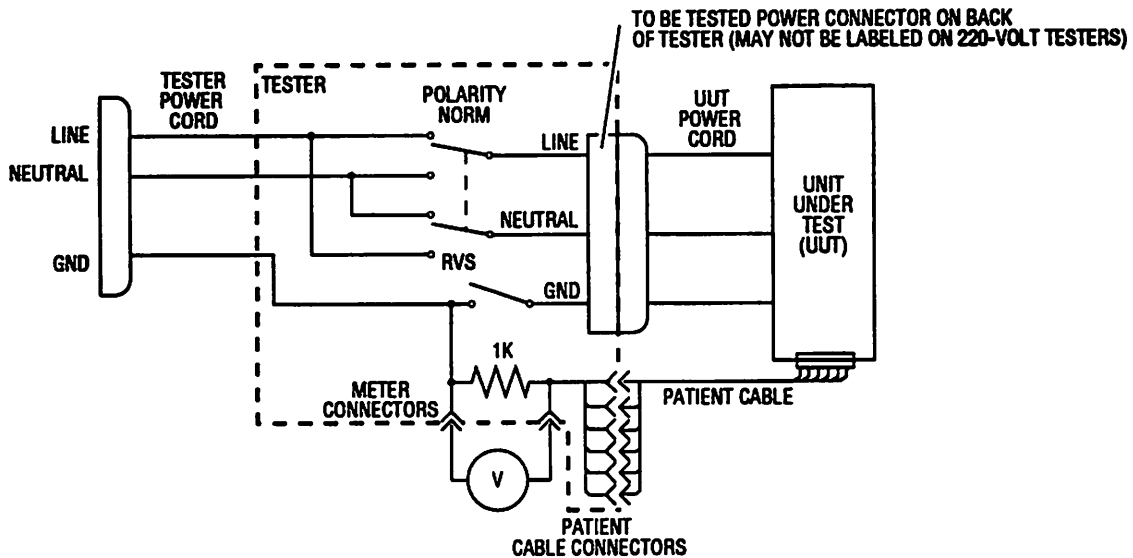 TO BE TESTED POWER CONNECTOR ON BACK
OF TESTER (MAY NOT BE LABELED ON 220-VOLT TESTERS)
TESTER
POWER
CORD
TESTER
POLARITY
NORM
UUT
POWER
CORD
LINE
LINE
NEUTRAL
UNIT
UNDER
TEST
(UUT)
NEUTRAL
GND
RVS
GND
1K
METER
CONNECTORS
PATIENT CABLE
V
PATIENT
CABLE CONNECTORS